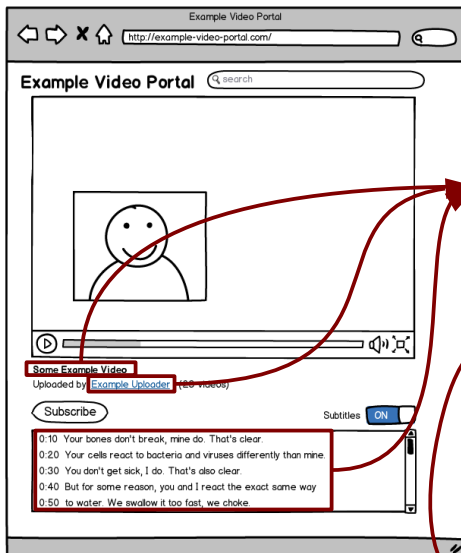 Example Video Portal
http://example-video-portal.com/
Example Video Portal
search
Some Example Video
Uploaded by Example Uploader (20 videos)
Subscribe
Subtitles ON
0:10 Your bones don't break, mine do. That's clear.
0:20 Your cells react to bacteria and viruses differently than mine.
0:30 You don't get sick, I do. That's also clear.
0:40 But for some reason, you and I react the exact same way
0:50 to water. We swallow it too fast, we choke.